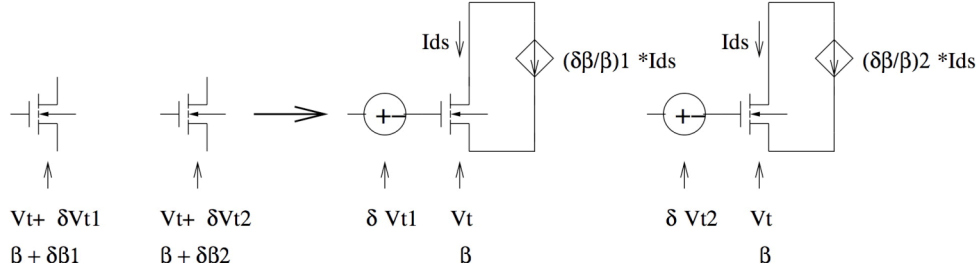 Ids
(δβ/β)1 *Ids
Ids
(δβ/β)2 *Ids
+-
+-
Vt+ δVt1
Vt+ δVt2
δ Vt1
Vt
δ Vt2
Vt
β + δβ1
β + δβ2
β
β